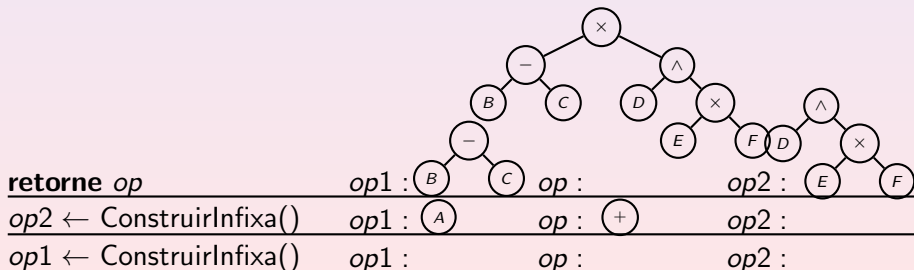 ×
− ∧
B C D ×
E F
∧
D ×
E F
−
B C
retorne op op1 : op : op2 :
op2 ← ConstruirInfixa() op1 : A op : + op2 :
op1 ← ConstruirInfixa() op1 : op : op2 :